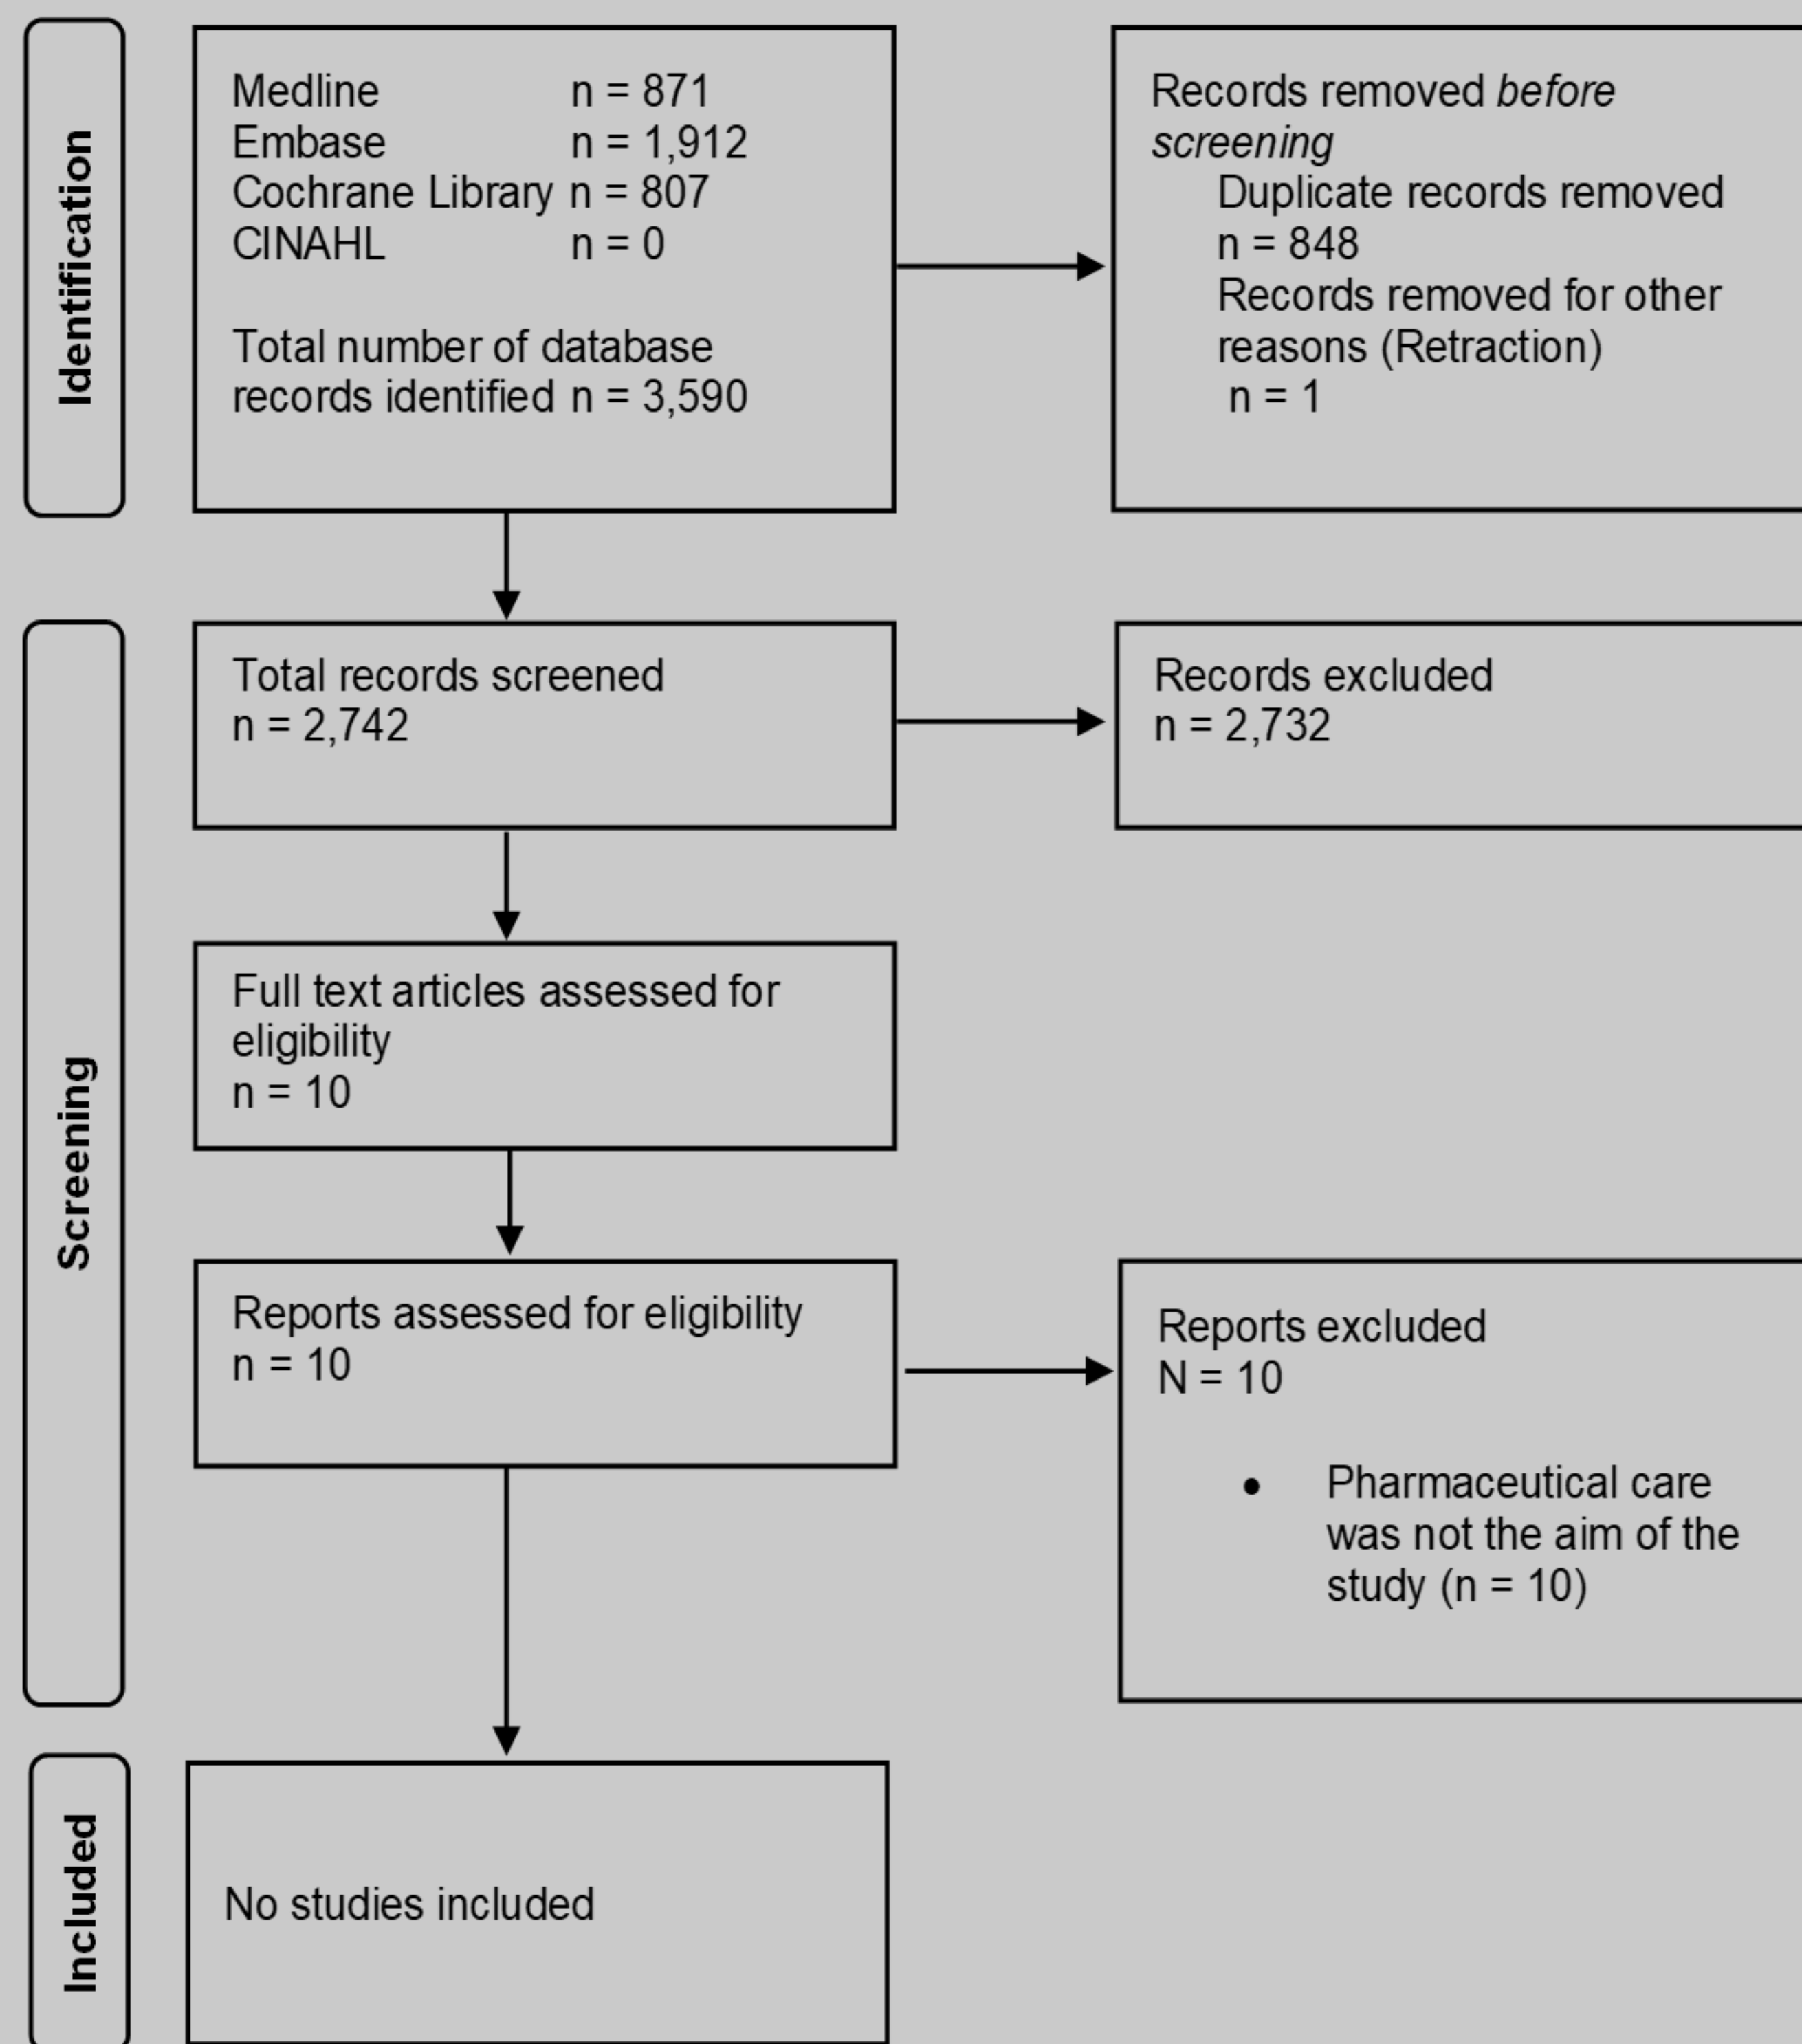 Identification
Medline n = 871
Embase n = 1,912
Cochrane Library n = 807
CINAHL n = 0
Total number of database
records identified n = 3,590
Records removed before
screening
Duplicate records removed
n = 848
Records removed for other
reasons (Retraction)
n = 1
Screening
Total records screened
n = 2,742
Records excluded
n = 2,732
Full text articles assessed for
eligibility
n = 10
Reports assessed for eligibility
n = 10
Reports excluded
N = 10
• Pharmaceutical care
was not the aim of the
study (n = 10)
Included
No studies included